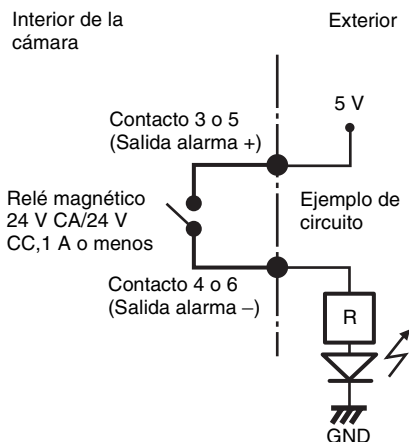 Interior de la
cámara
Exterior
5 V
Contacto 3 o 5
(Salida alarma +)
Relé magnético
24 V CA/24 V
CC,1 A o menos
Ejemplo de
circuito
Contacto 4 o 6
(Salida alarma –)
R
GND